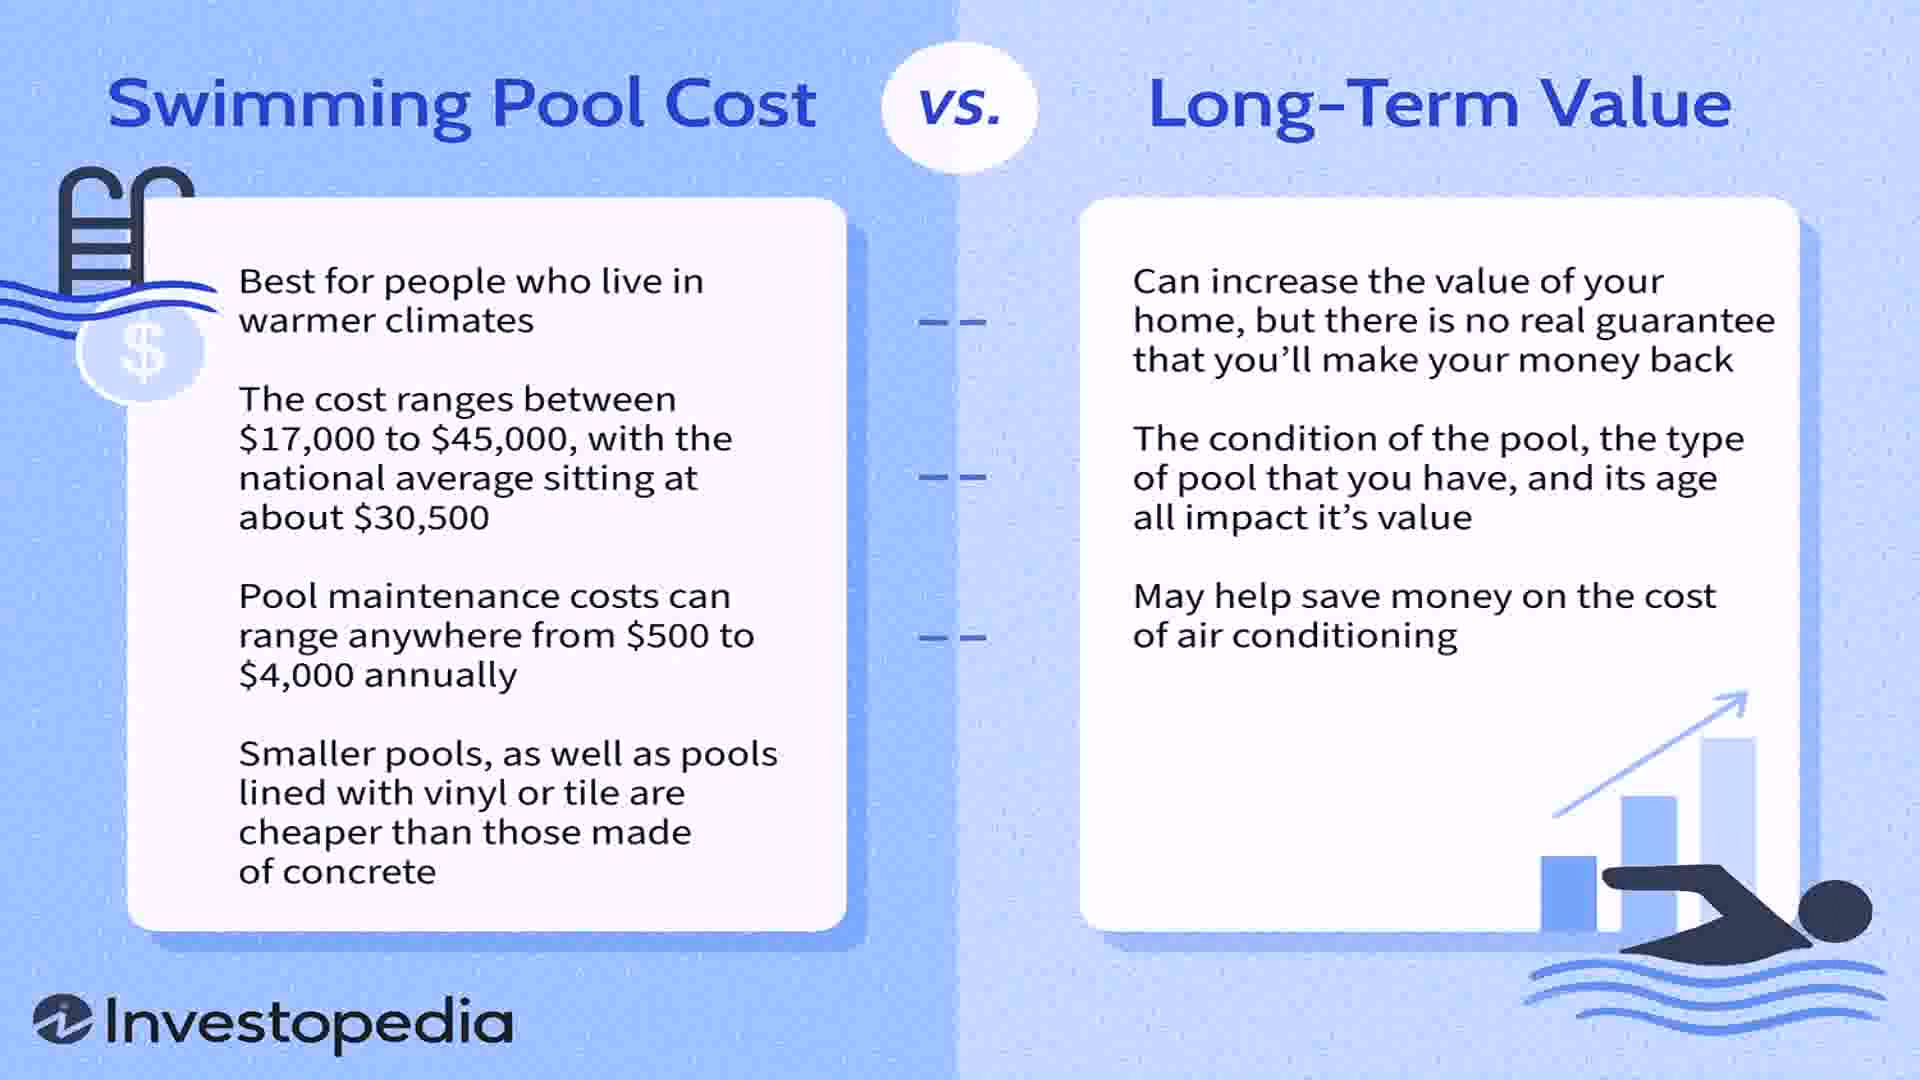 Swimming Pool Cost
vs.
Long-Term Value
$
Best for people who live in
warmer climates
The cost ranges between
$17,000 to $45,000, with the
national average sitting at
about $30,500
Pool maintenance costs can
range anywhere from $500 to
$4,000 annually
Smaller pools, as well as pools
lined with vinyl or tile are
cheaper than those made
of concrete
Can increase the value of your
home, but there is no real guarantee
that you’ll make your money back
The condition of the pool, the type
of pool that you have, and its age
all impact it’s value
May help save money on the cost
of air conditioning
Investopedia